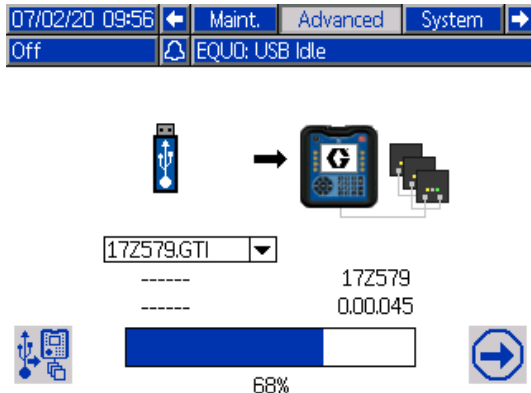 07/02/20 09:56 Maint. Advanced System
Off EQU0: USB Idle
G
17Z579.GTI
------ 17Z579
------ 0.00.045
68%